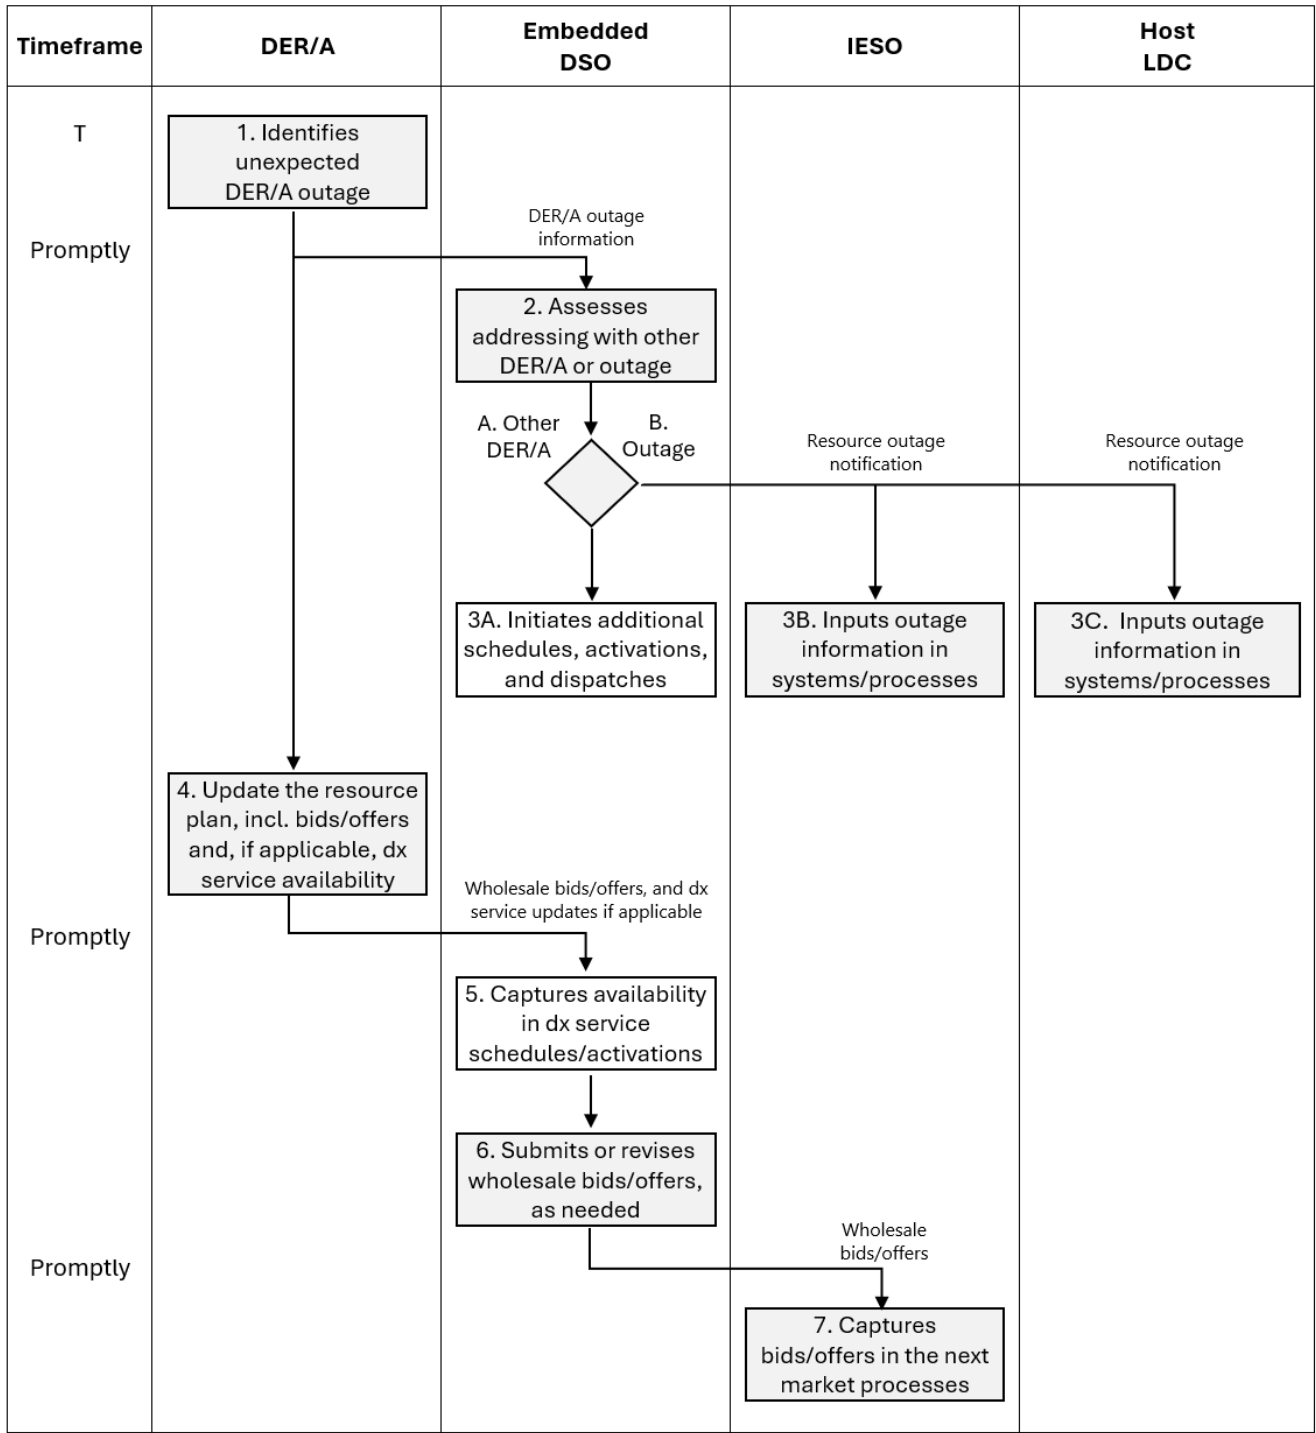 Timeframe
DER/A
Embedded
DSO
IESO
Host
LDC
T
1. Identifies
unexpected
DER/A outage
Promptly
DER/A outage
information
2. Assesses
addressing with other
DER/A or outage
A. Other
DER/A
B.
Outage
Resource outage
notification
Resource outage
notification
3A. Initiates additional
schedules, activations,
and dispatches
3B. Inputs outage
information in
systems/processes
3C.  Inputs outage
information in
systems/processes
4. Update the resource
plan, incl. bids/offers
and, if applicable, dx
service availability
Wholesale bids/offers, and dx
service updates if applicable
Promptly
5. Captures availability
in dx service
schedules/activations
6. Submits or revises
wholesale bids/offers,
as needed
Wholesale
bids/offers
Promptly
7. Captures
bids/offers in the next
market processes